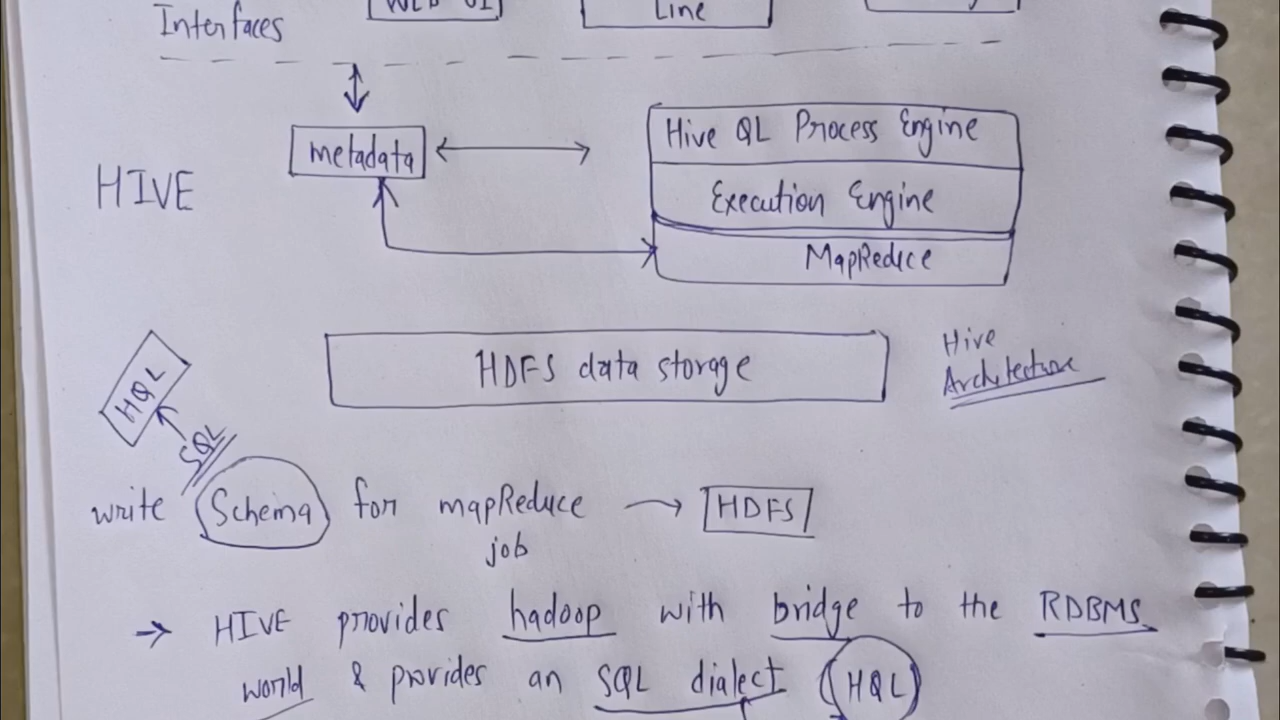 Interfaces
WEB UI
Line
metadata
Hive QL Process Engine
HIVE
Execution Engine
MapReduce
HDFS data storage
Hive
Architecture
HQL
SQL
write Schema for mapReduce → HDFS
job
→ HIVE provides hadoop with bridge to the RDBMS
world & provides an SQL dialect (HQL)